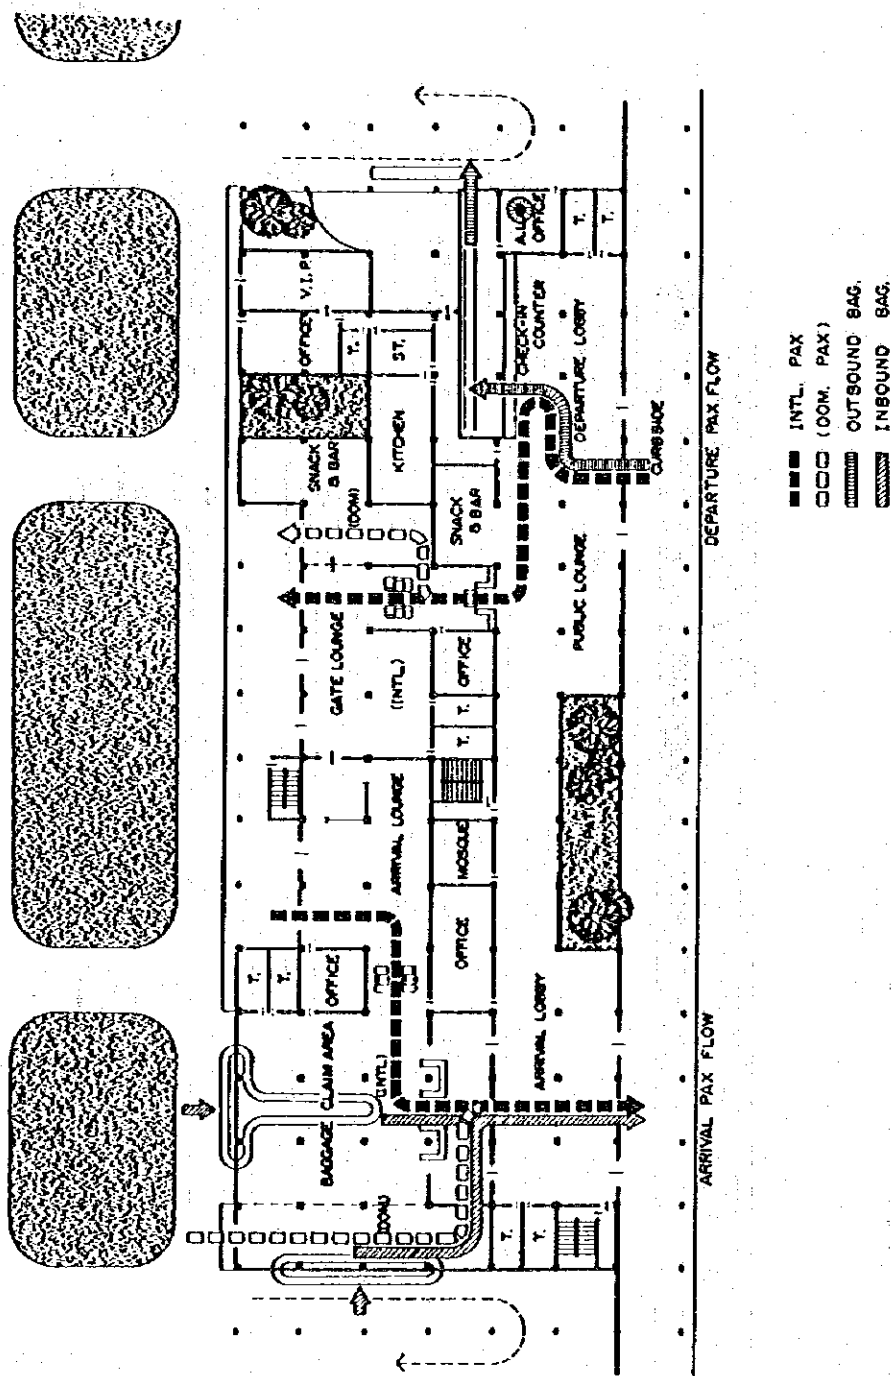 T.
T.
OFFICE
V.I.P.
BAGGAGE CLAIM AREA
OFFICE
GATE LOUNGE
SNACK
& BAR
(DOM)
T.
(DOM)
(INTL)
ARRIVAL LOUNGE
(INTL)
KITCHEN
ST.
OFFICE
MOSQUE
T.
T.
OFFICE
SNACK
& BAR
T.
T.
ARRIVAL LOBBY
PUBLIC LOUNGE
DEPARTURE LOBBY
CHECK-IN
COUNTER
A.L.
OFFICE
T.
T.
CURBSIDE
ARRIVAL PAX FLOW
DEPARTURE PAX FLOW
INTL. PAX
(DOM. PAX)
OUTBOUND BAG.
INBOUND BAG.